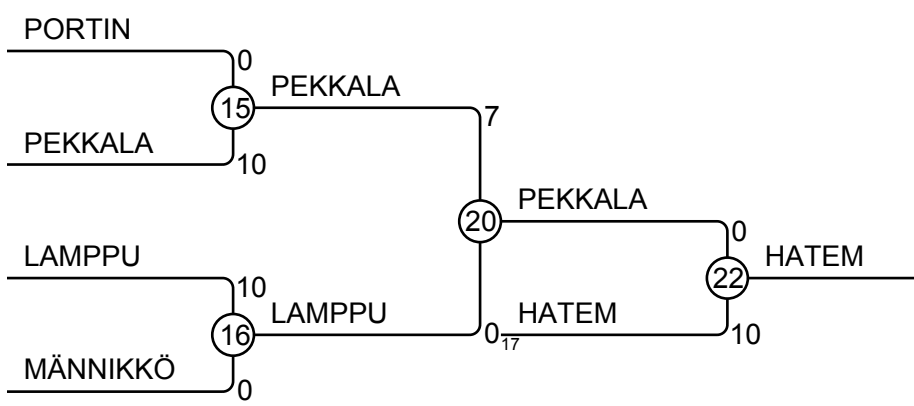 PORTIN
0
15 PEKKALA
7
PEKKALA
10
20 PEKKALA
0
LAMPPU
10
22 HATEM
16 LAMPPU
0
17 HATEM
10
MÄNNIKKÖ
0